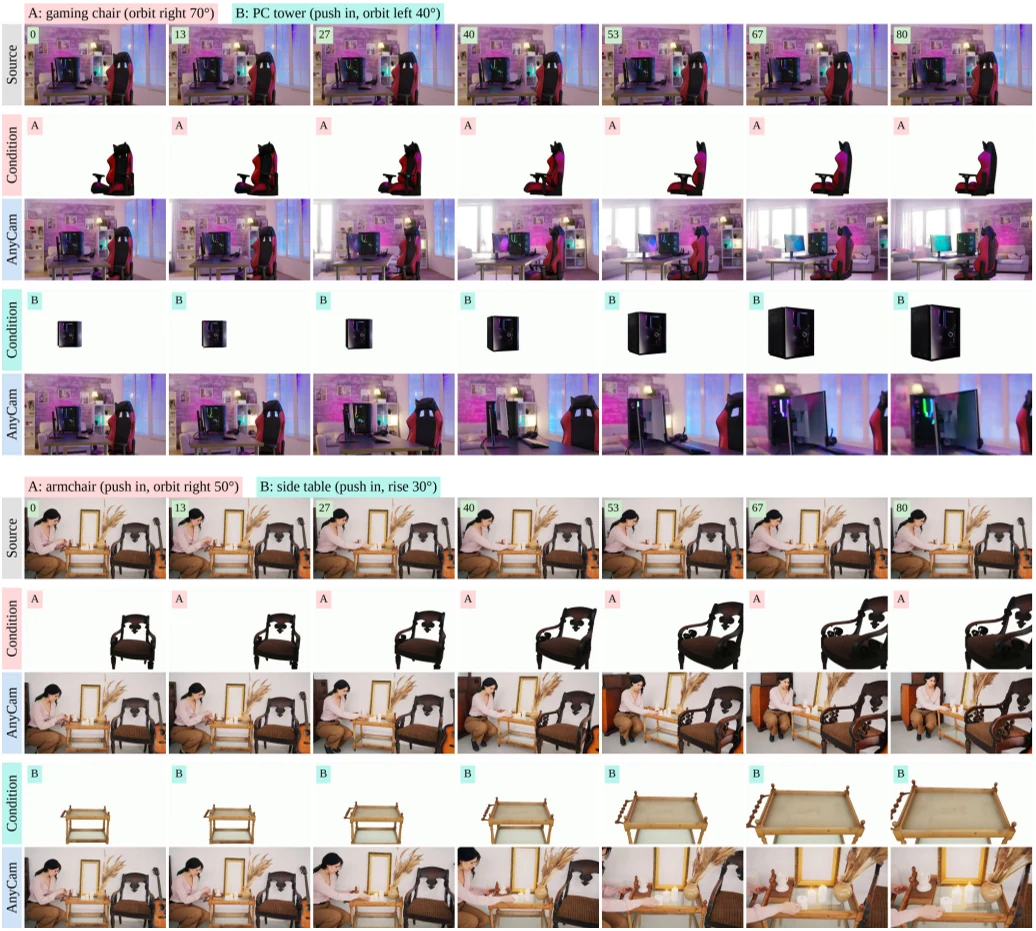 A: gaming chair (orbit right 70°) B: PC tower (push in, orbit left 40°)
Source
0 13 27 40 53 67 80
Condition
A A A A A A A
AnyCam
Condition
B B B B B B B
AnyCam
A: armchair (push in, orbit right 50°) B: side table (push in, rise 30°)
Source
0 13 27 40 53 67 80
Condition
A A A A A A A
AnyCam
Condition
B B B B B B B
AnyCam